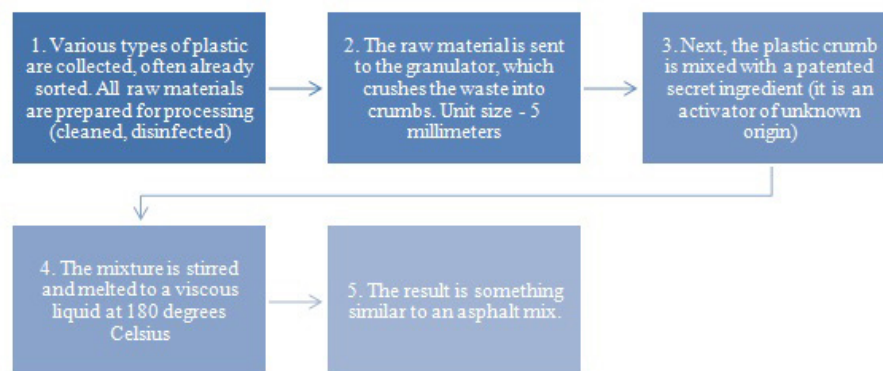 1. Various types of plastic
are collected, often already
sorted. All raw materials
are prepared for processing
(cleaned, disinfected)
2. The raw material is sent
to the granulator, which
crushes the waste into
crumbs. Unit size - 5
millimeters
3. Next, the plastic crumb
is mixed with a patented
secret ingredient (it is an
activator of unknown
origin)
4. The mixture is stirred
and melted to a viscous
liquid at 180 degrees
Celsius
5. The result is something
similar to an asphalt mix.